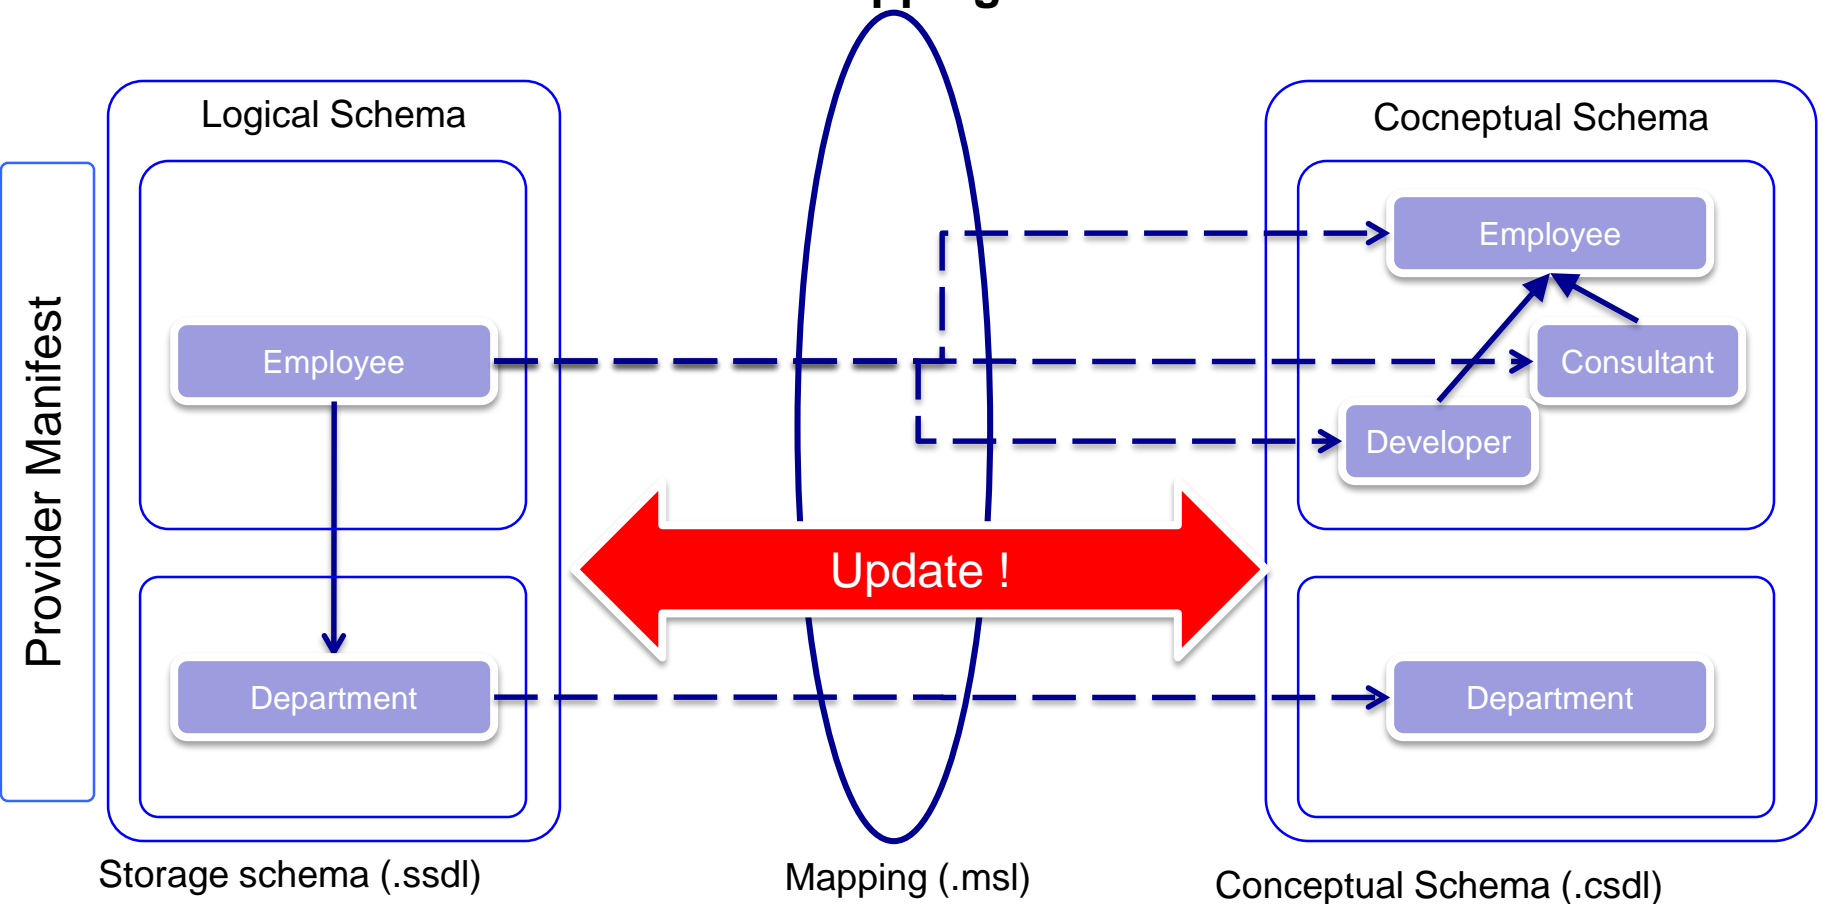 Logical Schema
Cocneptual Schema
Provider Manifest
Employee
Employee
Consultant
Developer
Update !
Department
Department
Storage schema (.ssdl)
Mapping (.msl)
Conceptual Schema (.csdl)